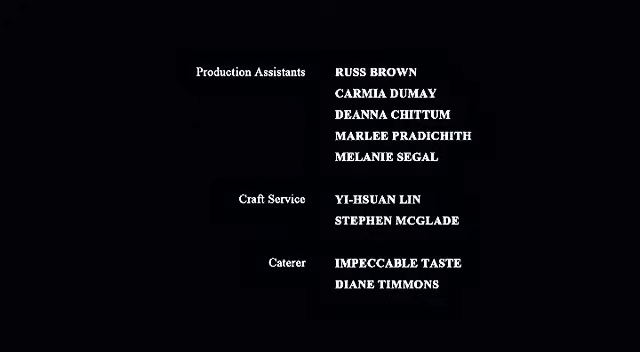 Production Assistants RUSS BROWN
CARMIA DUMAY
DEANNA CHITTUM
MARLEE PRADICHITH
MELANIE SEGAL
Craft Service YI-HSUAN LIN
STEPHEN MCGLADE
Caterer IMPECCABLE TASTE
DIANE TIMMONS